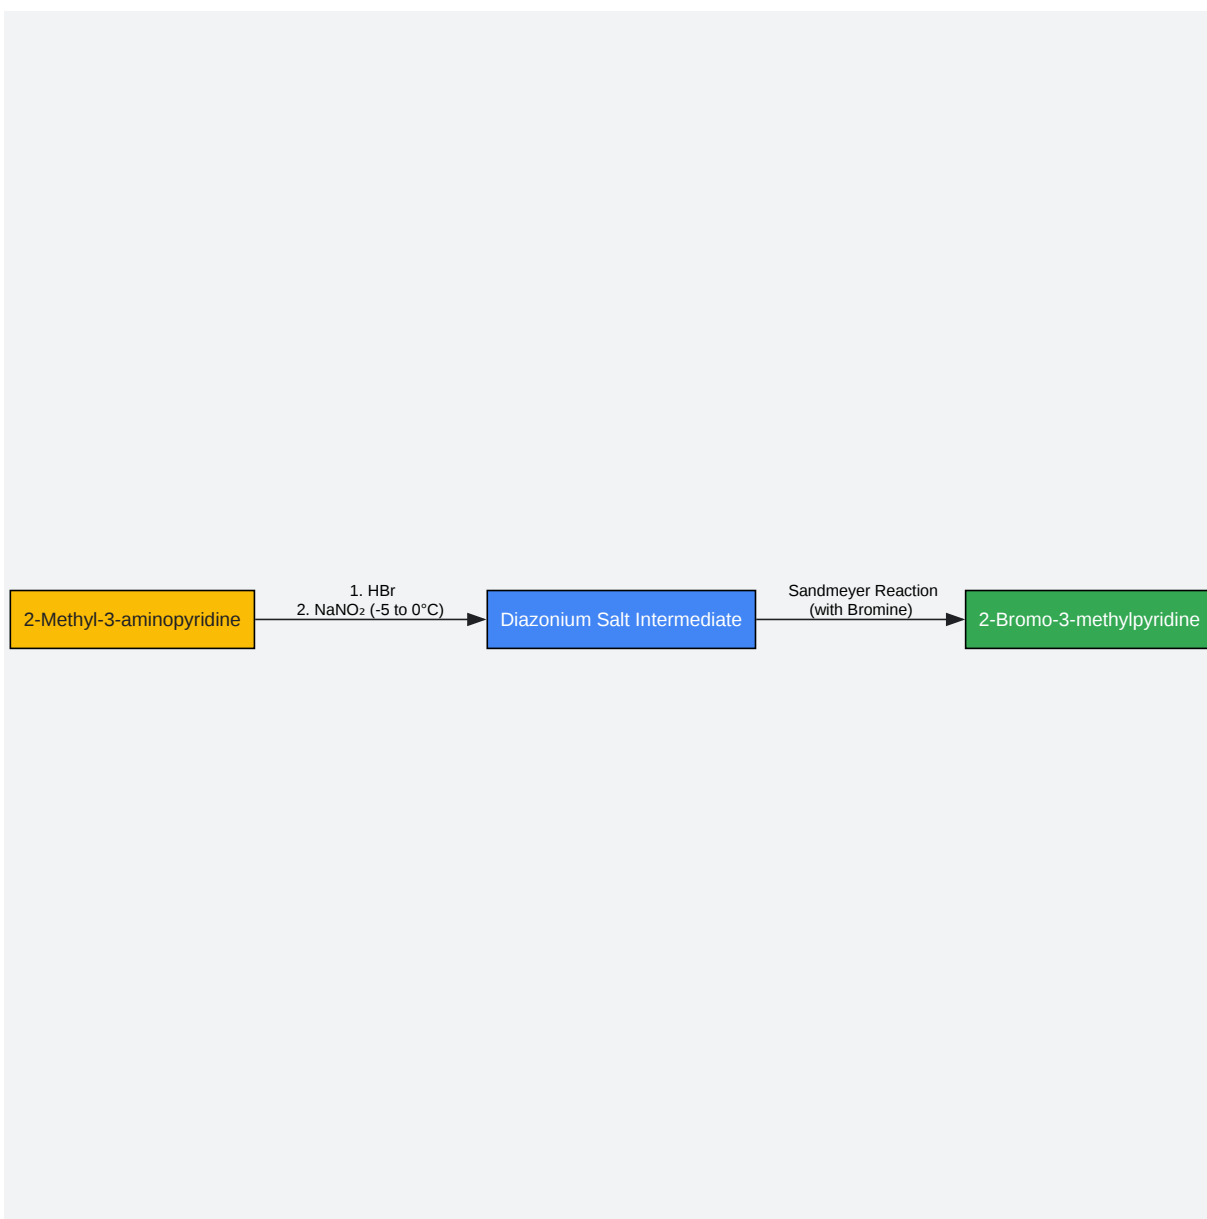 2-Methyl-3-aminopyridine
1. HBr
2. NaNO₂ (-5 to 0°C)
Diazonium Salt Intermediate
Sandmeyer Reaction
(with Bromine)
2-Bromo-3-methylpyridine